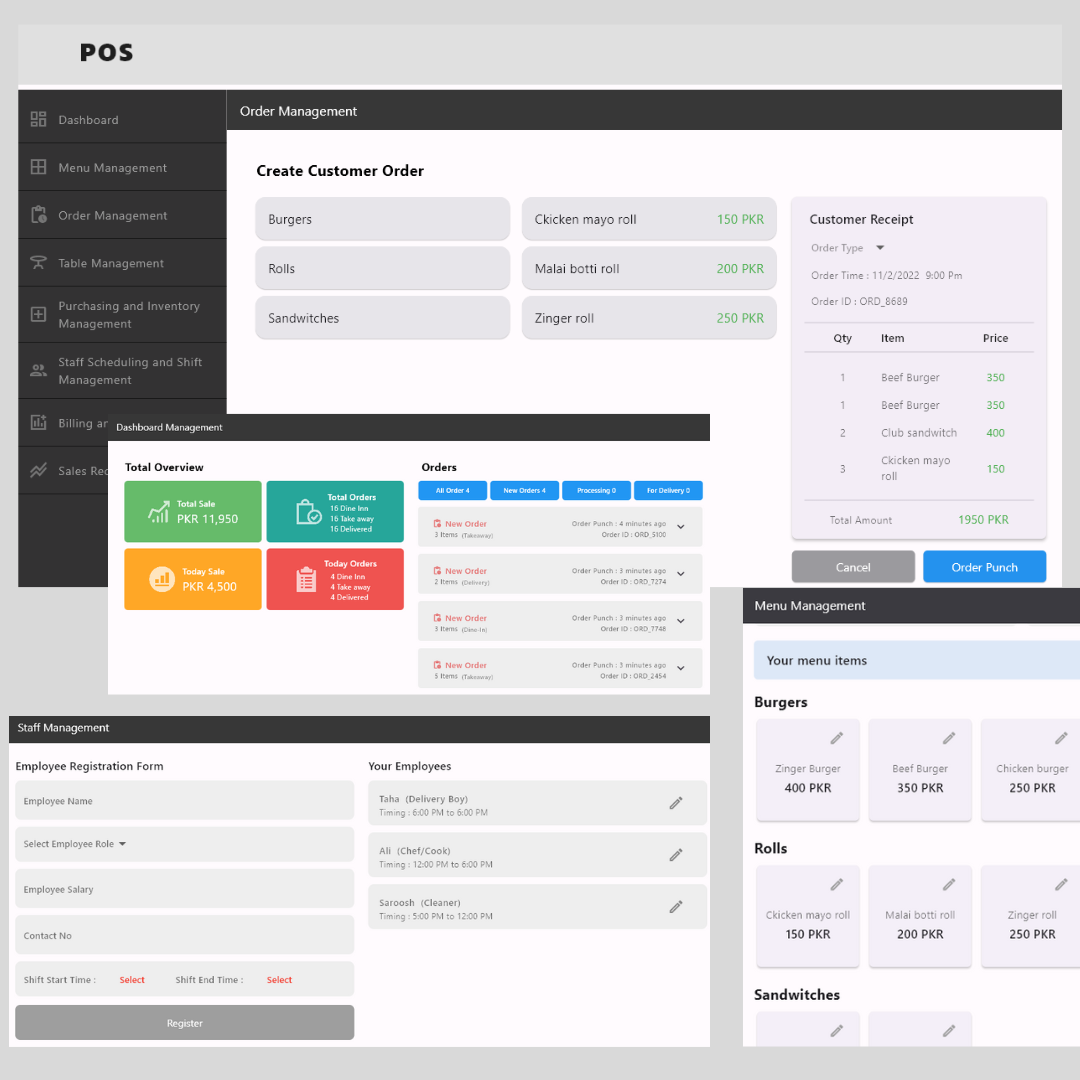 POS
Dashboard
Menu Management
Order Management
Table Management
Purchasing and Inventory
Management
Staff Scheduling and Shift
Management
Billing
Sales
Order Management
Create Customer Order
Burgers
Rolls
Sandwitches
Ckicken mayo roll 150 PKR
Malai botti roll 200 PKR
Zinger roll 250 PKR
Customer Receipt
Order Type
Order Time : 11/2/2022 9:00 Pm
Order ID : ORD_8689
Qty Item Price
1 Beef Burger 350
1 Beef Burger 350
2 Club sandwitch 400
3 Ckicken mayo roll 150
Total Amount 1950 PKR
Cancel Order Punch
Dashboard Management
Total Overview
Total Sale
PKR 11,950
Total Orders
16 Dine Inn
16 Take away
16 Delivered
Today Sale
PKR 4,500
Today Orders
4 Dine Inn
4 Take away
4 Delivered
Orders
All Order 4 New Orders 4 Processing 0 For Delivery 0
New Order Order Punch : 4 minutes ago
3 Items (Takeaway) Order ID : ORD_5100
New Order Order Punch : 3 minutes ago
2 Items (Delivery) Order ID : ORD_7274
New Order Order Punch : 3 minutes ago
3 Items (Dine-In) Order ID : ORD_7748
New Order Order Punch : 3 minutes ago
5 Items (Takeaway) Order ID : ORD_2454
Menu Management
Your menu items
Burgers
Zinger Burger Beef Burger Chicken burger
400 PKR 350 PKR 250 PKR
Rolls
Ckicken mayo roll Malai botti roll Zinger roll
150 PKR 200 PKR 250 PKR
Sandwitches
Staff Management
Employee Registration Form
Employee Name
Select Employee Role
Employee Salary
Contact No
Shift Start Time : Select Shift End Time : Select
Register
Your Employees
Taha (Delivery Boy)
Timing : 6:00 PM to 6:00 PM
Ali (Chef/Cook)
Timing : 12:00 PM to 6:00 PM
Saroosh (Cleaner)
Timing : 5:00 PM to 12:00 PM